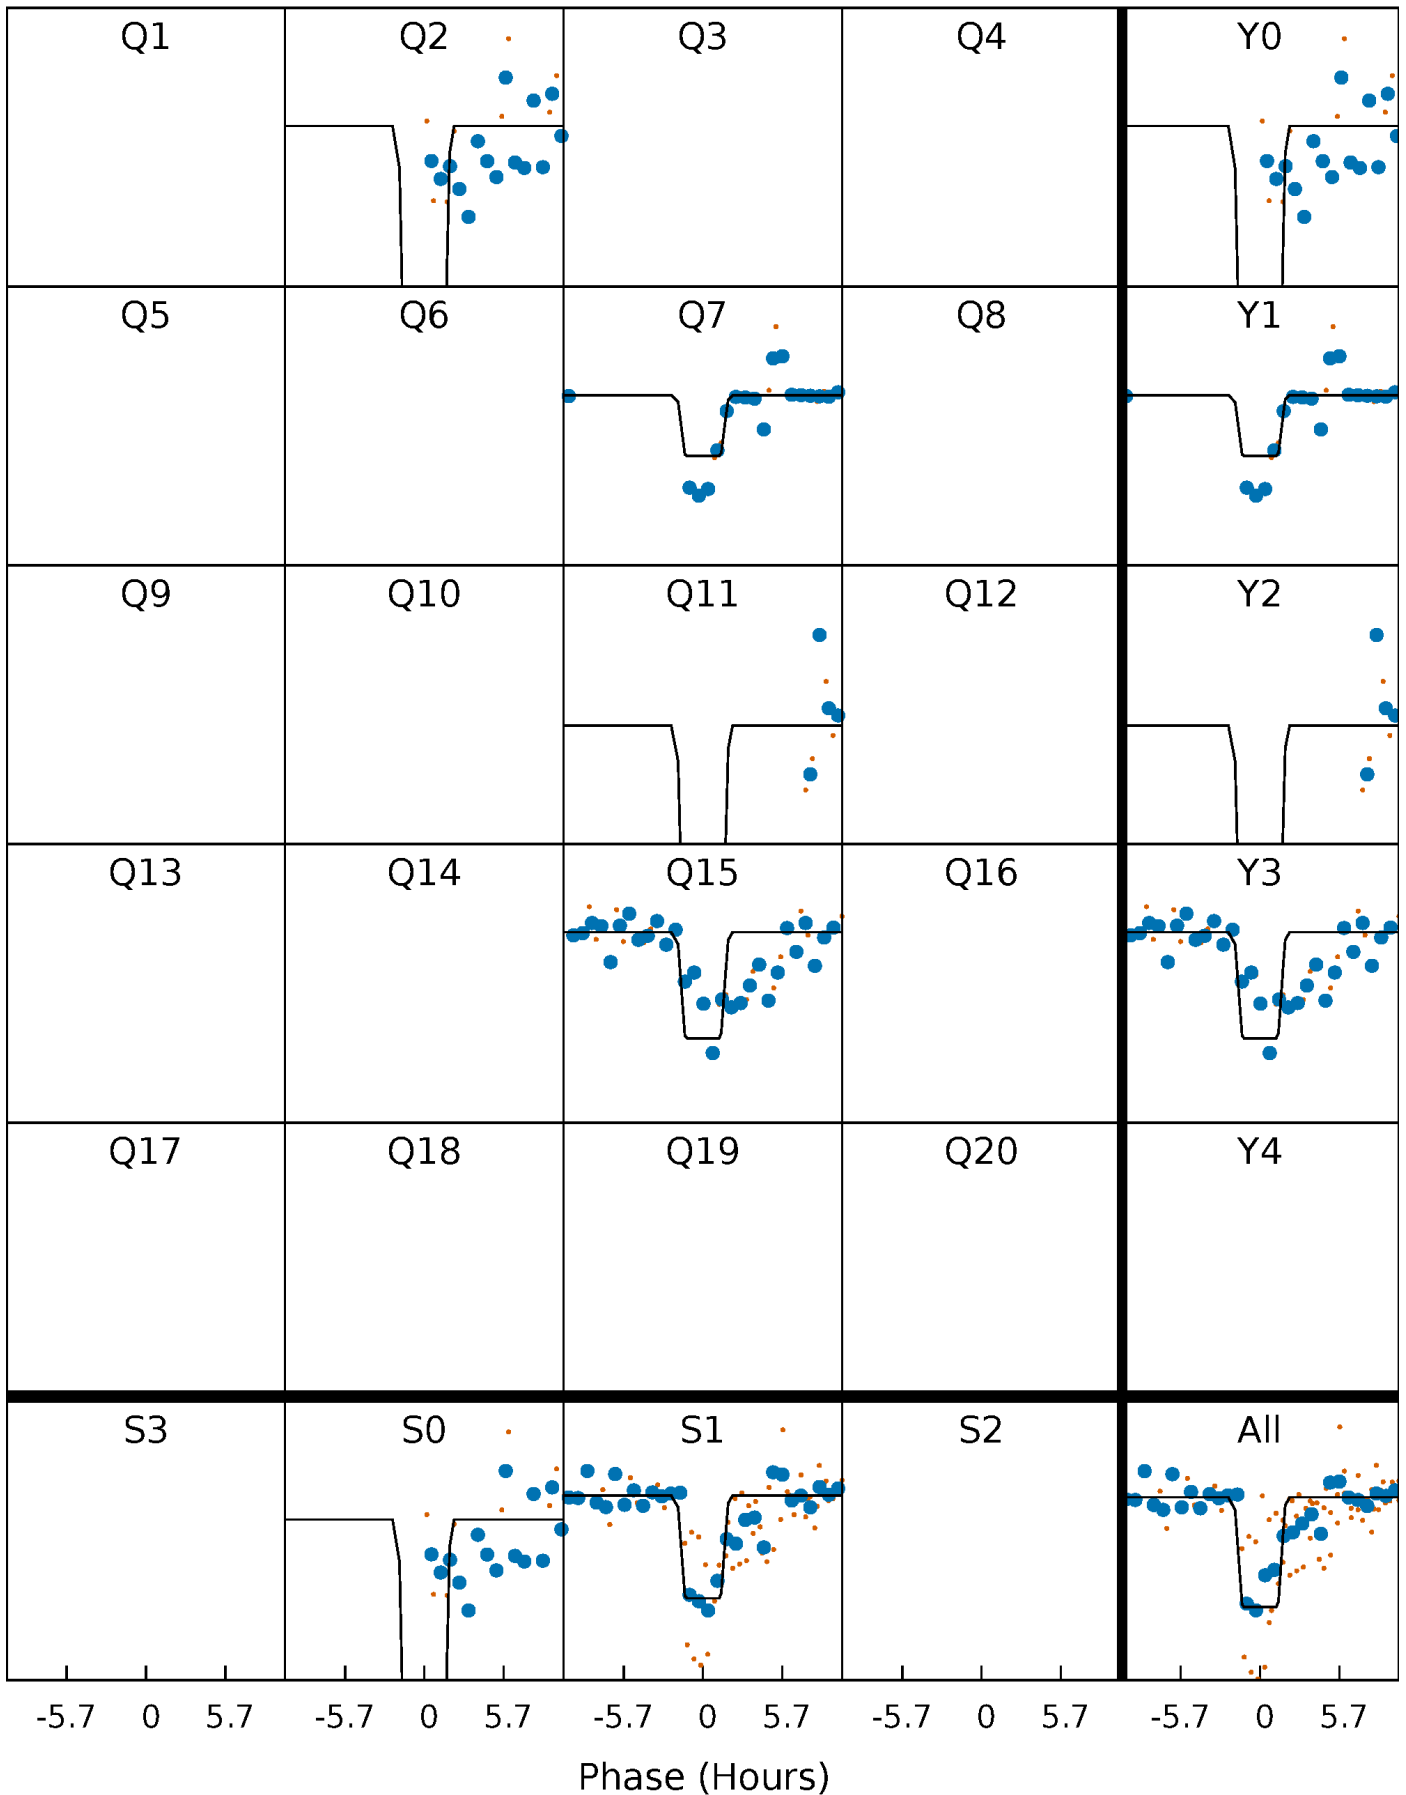 Q1 Q2 Q3 Q4 Y0
Q5 Q6 Q7 Q8 Y1
Q9 Q10 Q11 Q12 Y2
Q13 Q14 Q15 Q16 Y3
Q17 Q18 Q19 Q20 Y4
S3 S0 S1 S2 All
-5.7 0 5.7 -5.7 0 5.7 -5.7 0 5.7 -5.7 0 5.7 -5.7 0 5.7
Phase (Hours)